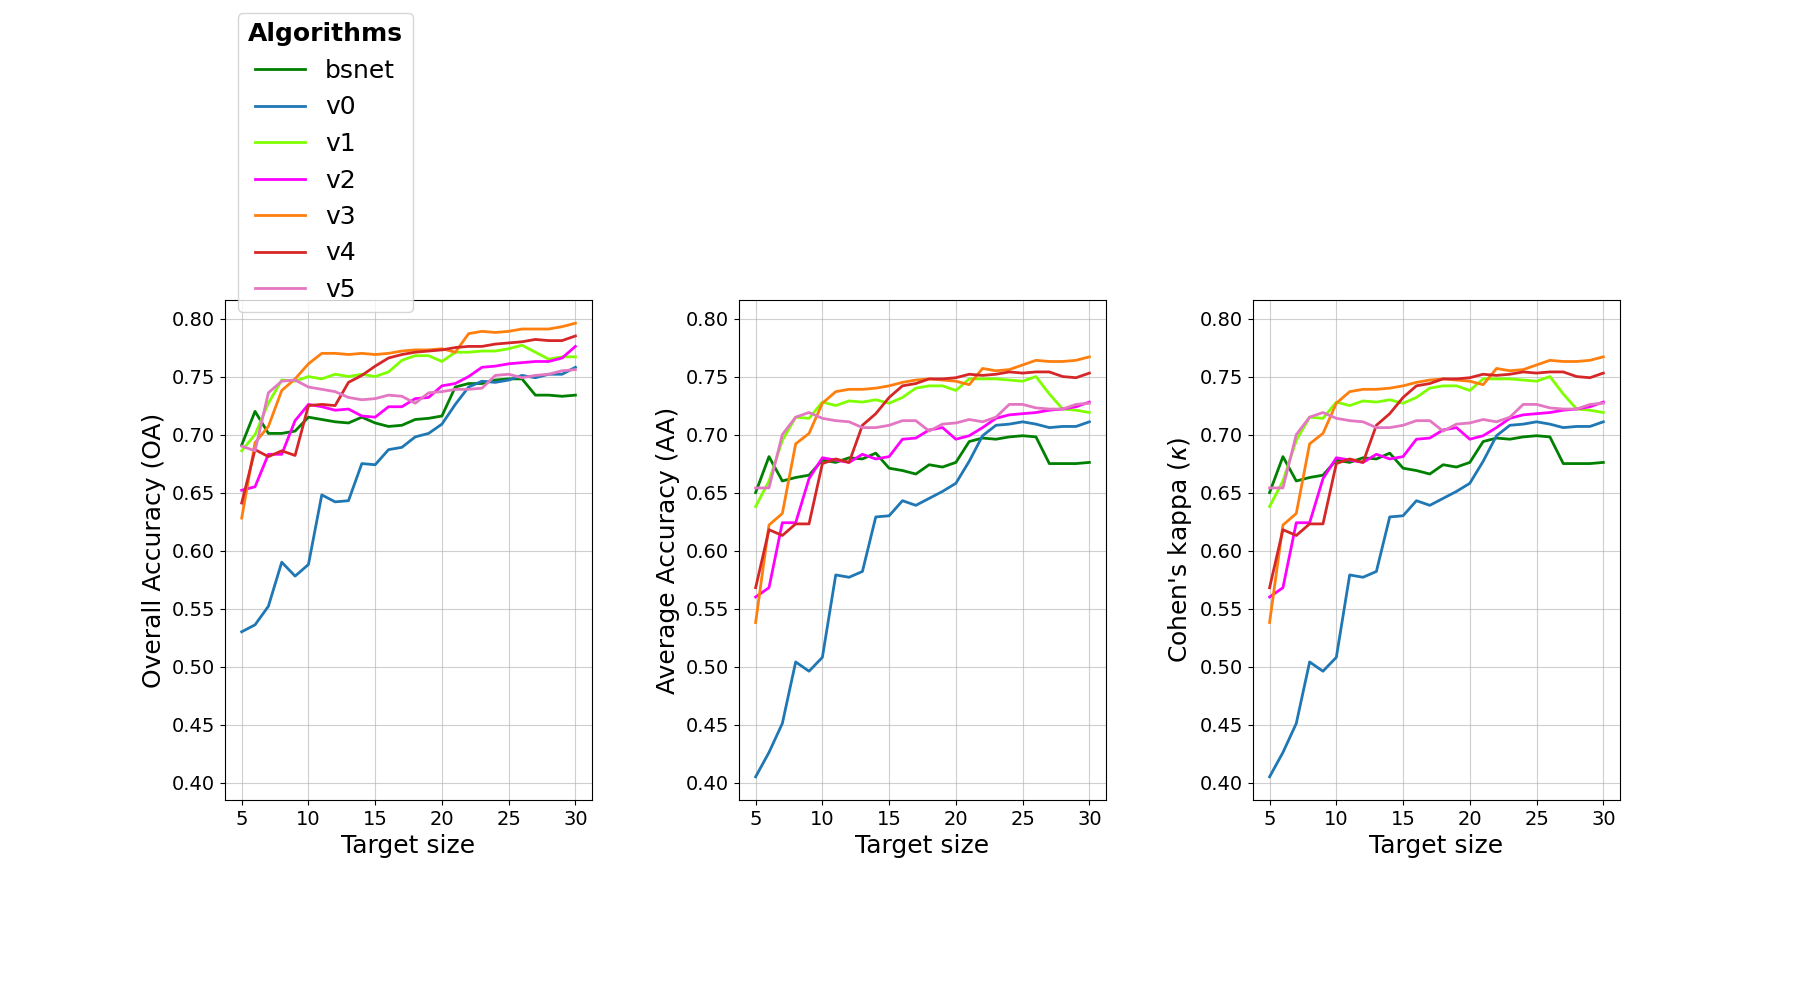 Algorithms
bsnet
v0
v1
v2
v3
v4
v5
Overall Accuracy (OA)
0.80
0.75
0.70
0.65
0.60
0.55
0.50
0.45
0.40
5 10 15 20 25 30
Target size
Average Accuracy (AA)
0.80
0.75
0.70
0.65
0.60
0.55
0.50
0.45
0.40
5 10 15 20 25 30
Target size
Cohen's kappa (κ)
0.80
0.75
0.70
0.65
0.60
0.55
0.50
0.45
0.40
5 10 15 20 25 30
Target size